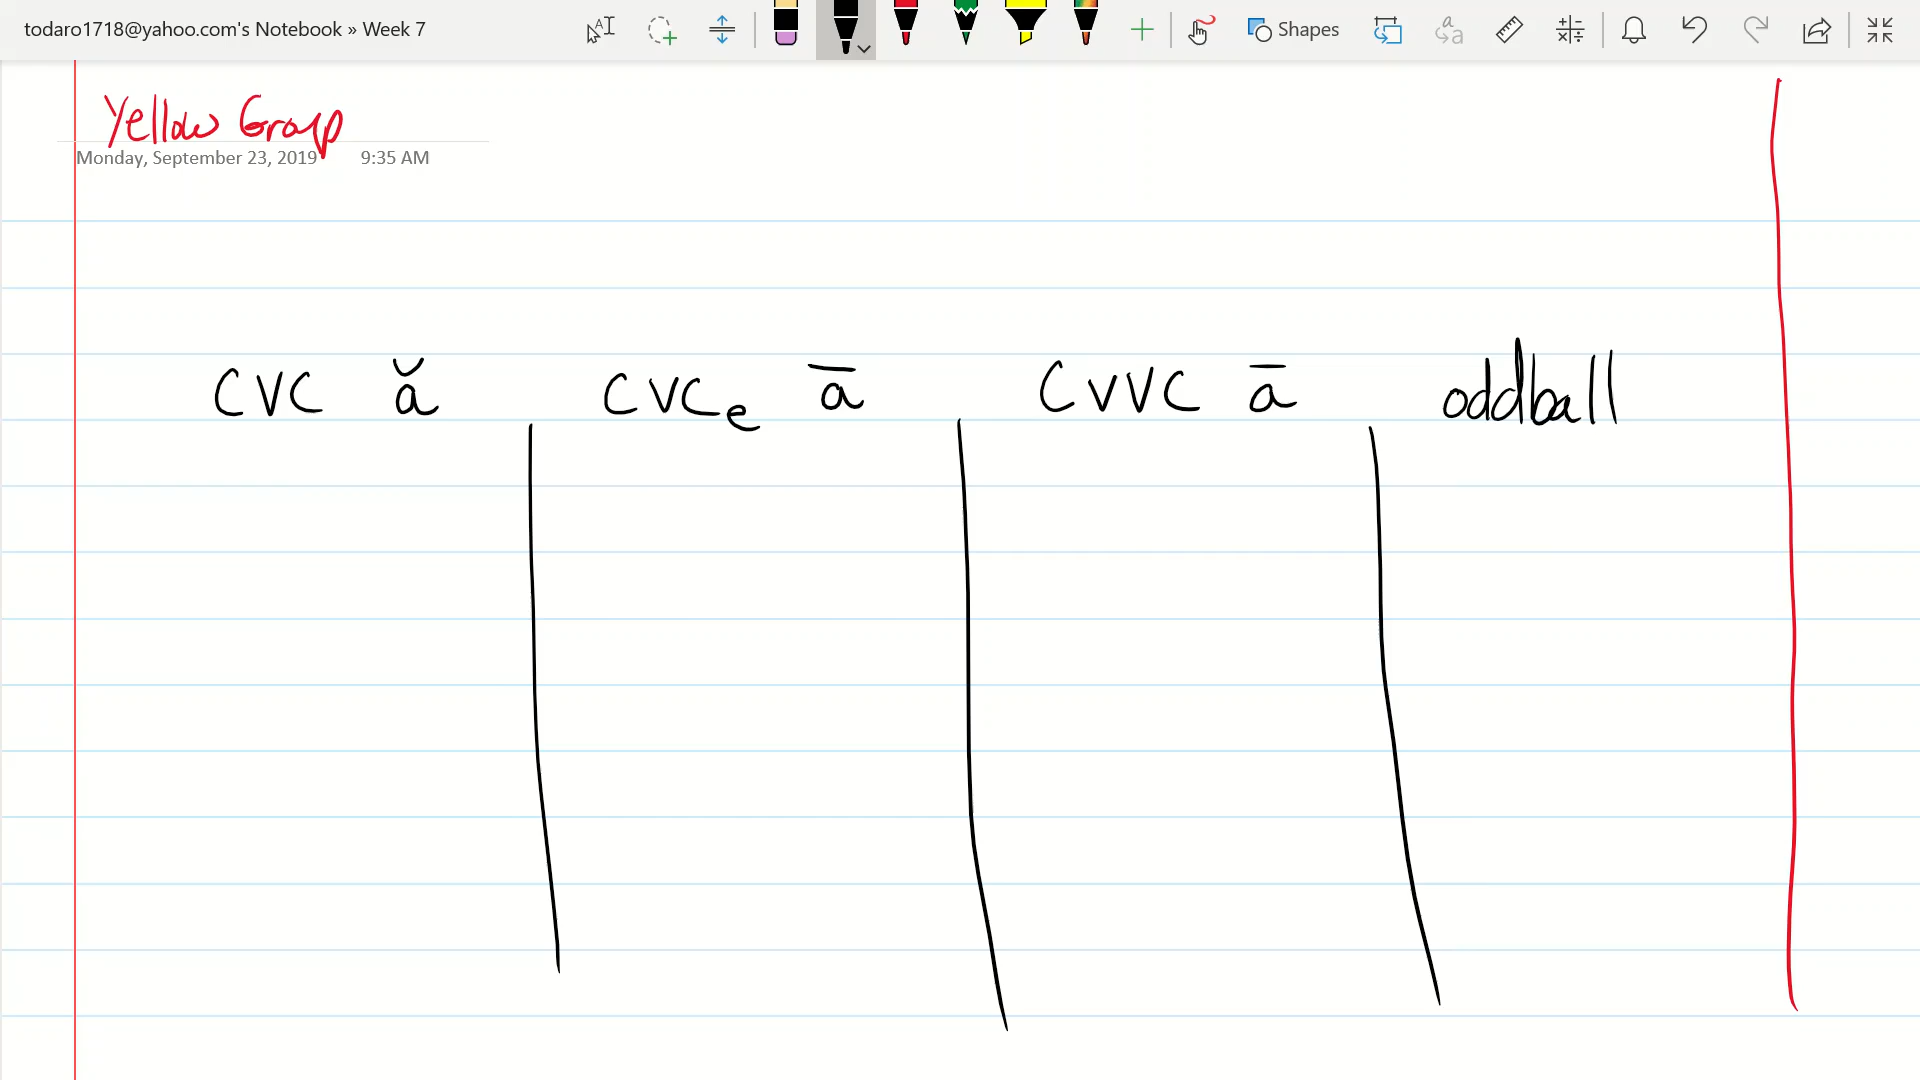 todaro1718@yahoo.com's Notebook » Week 7
Shapes
Yellow Group
Monday, September 23, 2019 9:35 AM
CVC ă CVCe ā CVVC ā oddball